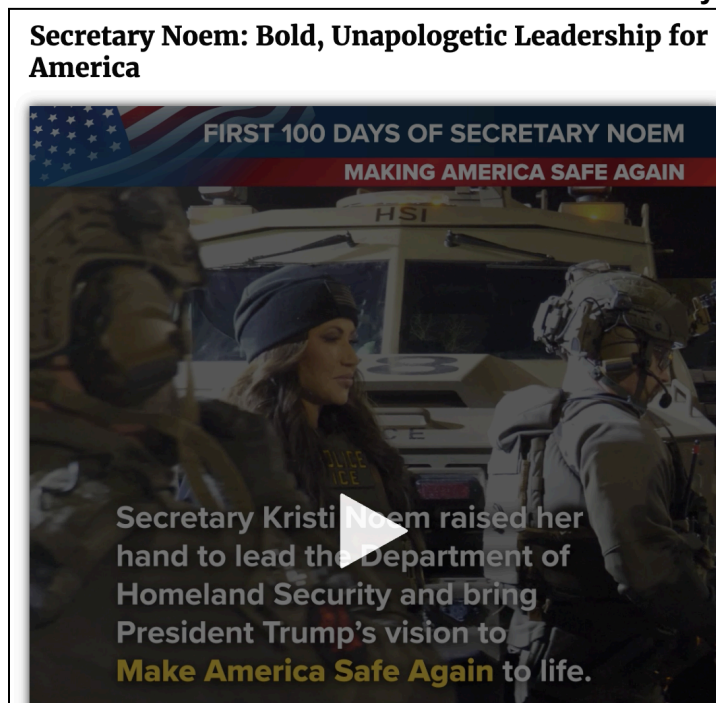 Secretary Noem: Bold, Unapologetic Leadership for
America
FIRST 100 DAYS OF SECRETARY NOEM
MAKING AMERICA SAFE AGAIN
HSI
POLICE
ICE
Secretary Kristi Noem raised her
hand to lead the Department of
Homeland Security and bring
President Trump's vision to
Make America Safe Again to life.